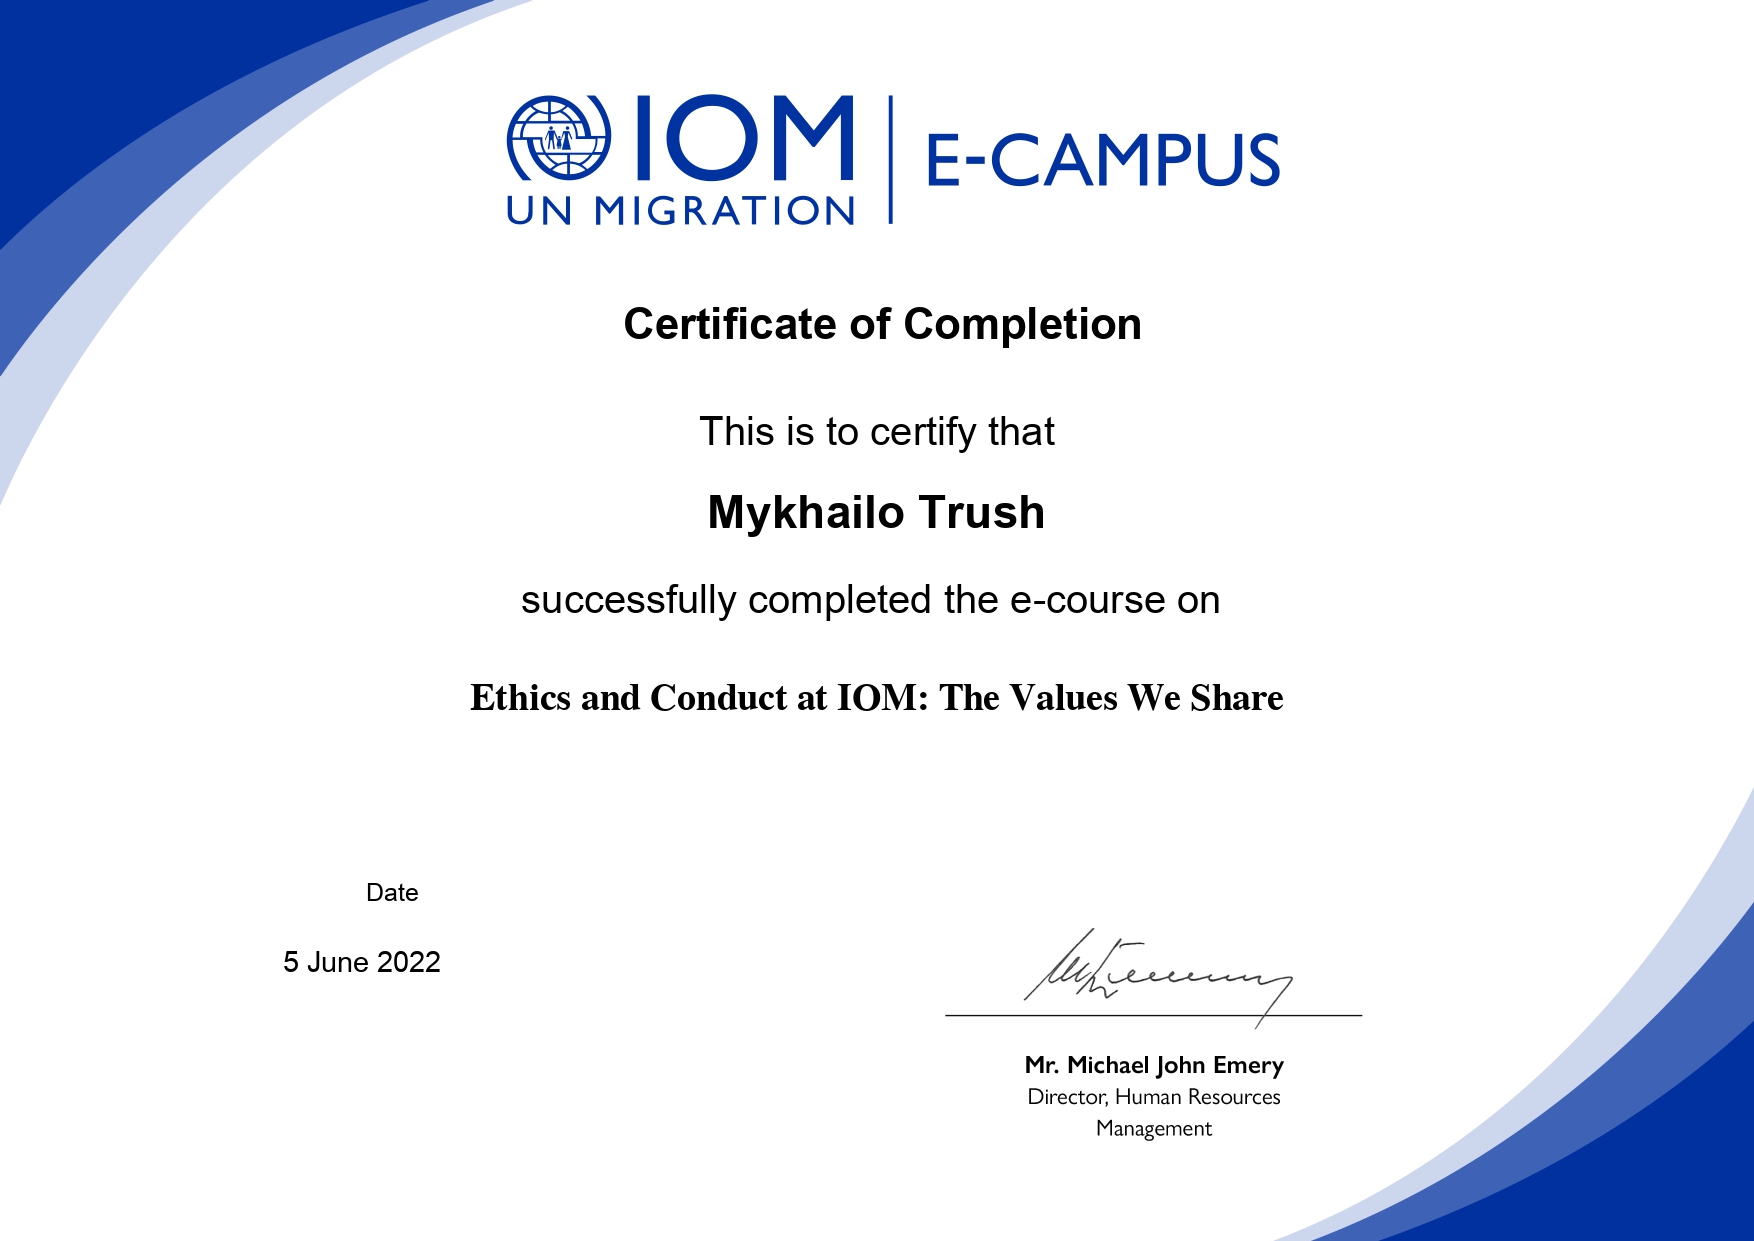 IOM
UN MIGRATION
E-CAMPUS
Certificate of Completion
This is to certify that
Mykhailo Trush
successfully completed the e-course on
Ethics and Conduct at IOM: The Values We Share
Date
5 June 2022
Mr. Michael John Emery
Director, Human Resources
Management